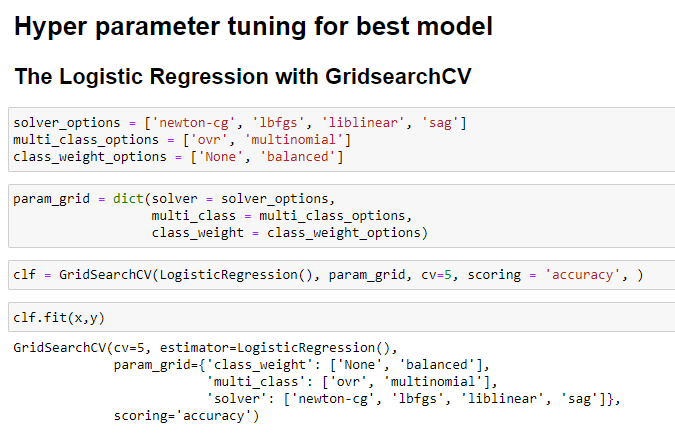 Hyper parameter tuning for best model
The Logistic Regression with GridsearchCV
solver_options = ['newton-cg', 'lbfgs', 'liblinear', 'sag']
multi_class_options = ['ovr', 'multinomial']
class_weight_options = ['None', 'balanced']
param_grid = dict(solver = solver_options,
                  multi_class = multi_class_options,
                  class_weight = class_weight_options)
clf = GridSearchCV(LogisticRegression(), param_grid, cv=5, scoring = 'accuracy', )
clf.fit(x,y)
GridSearchCV(cv=5, estimator=LogisticRegression(),
             param_grid={'class_weight': ['None', 'balanced'],
                         'multi_class': ['ovr', 'multinomial'],
                         'solver': ['newton-cg', 'lbfgs', 'liblinear', 'sag']},
             scoring='accuracy')